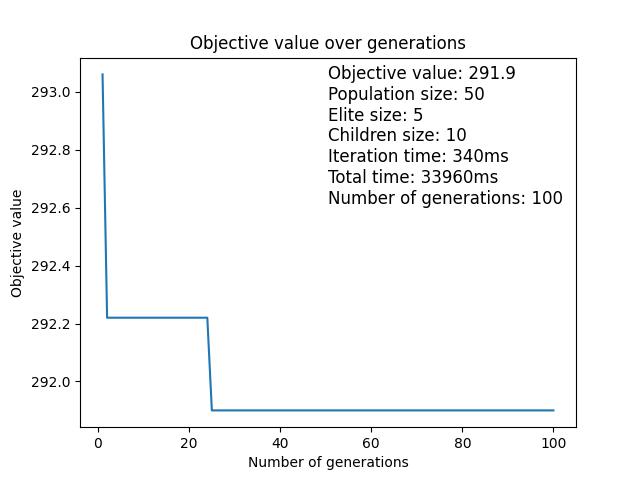 Objective value over generations
Objective value: 291.9
Population size: 50
Elite size: 5
Children size: 10
Iteration time: 340ms
Total time: 33960ms
Number of generations: 100
Objective value
293.0
292.8
292.6
292.4
292.2
292.0
0 20 40 60 80 100
Number of generations